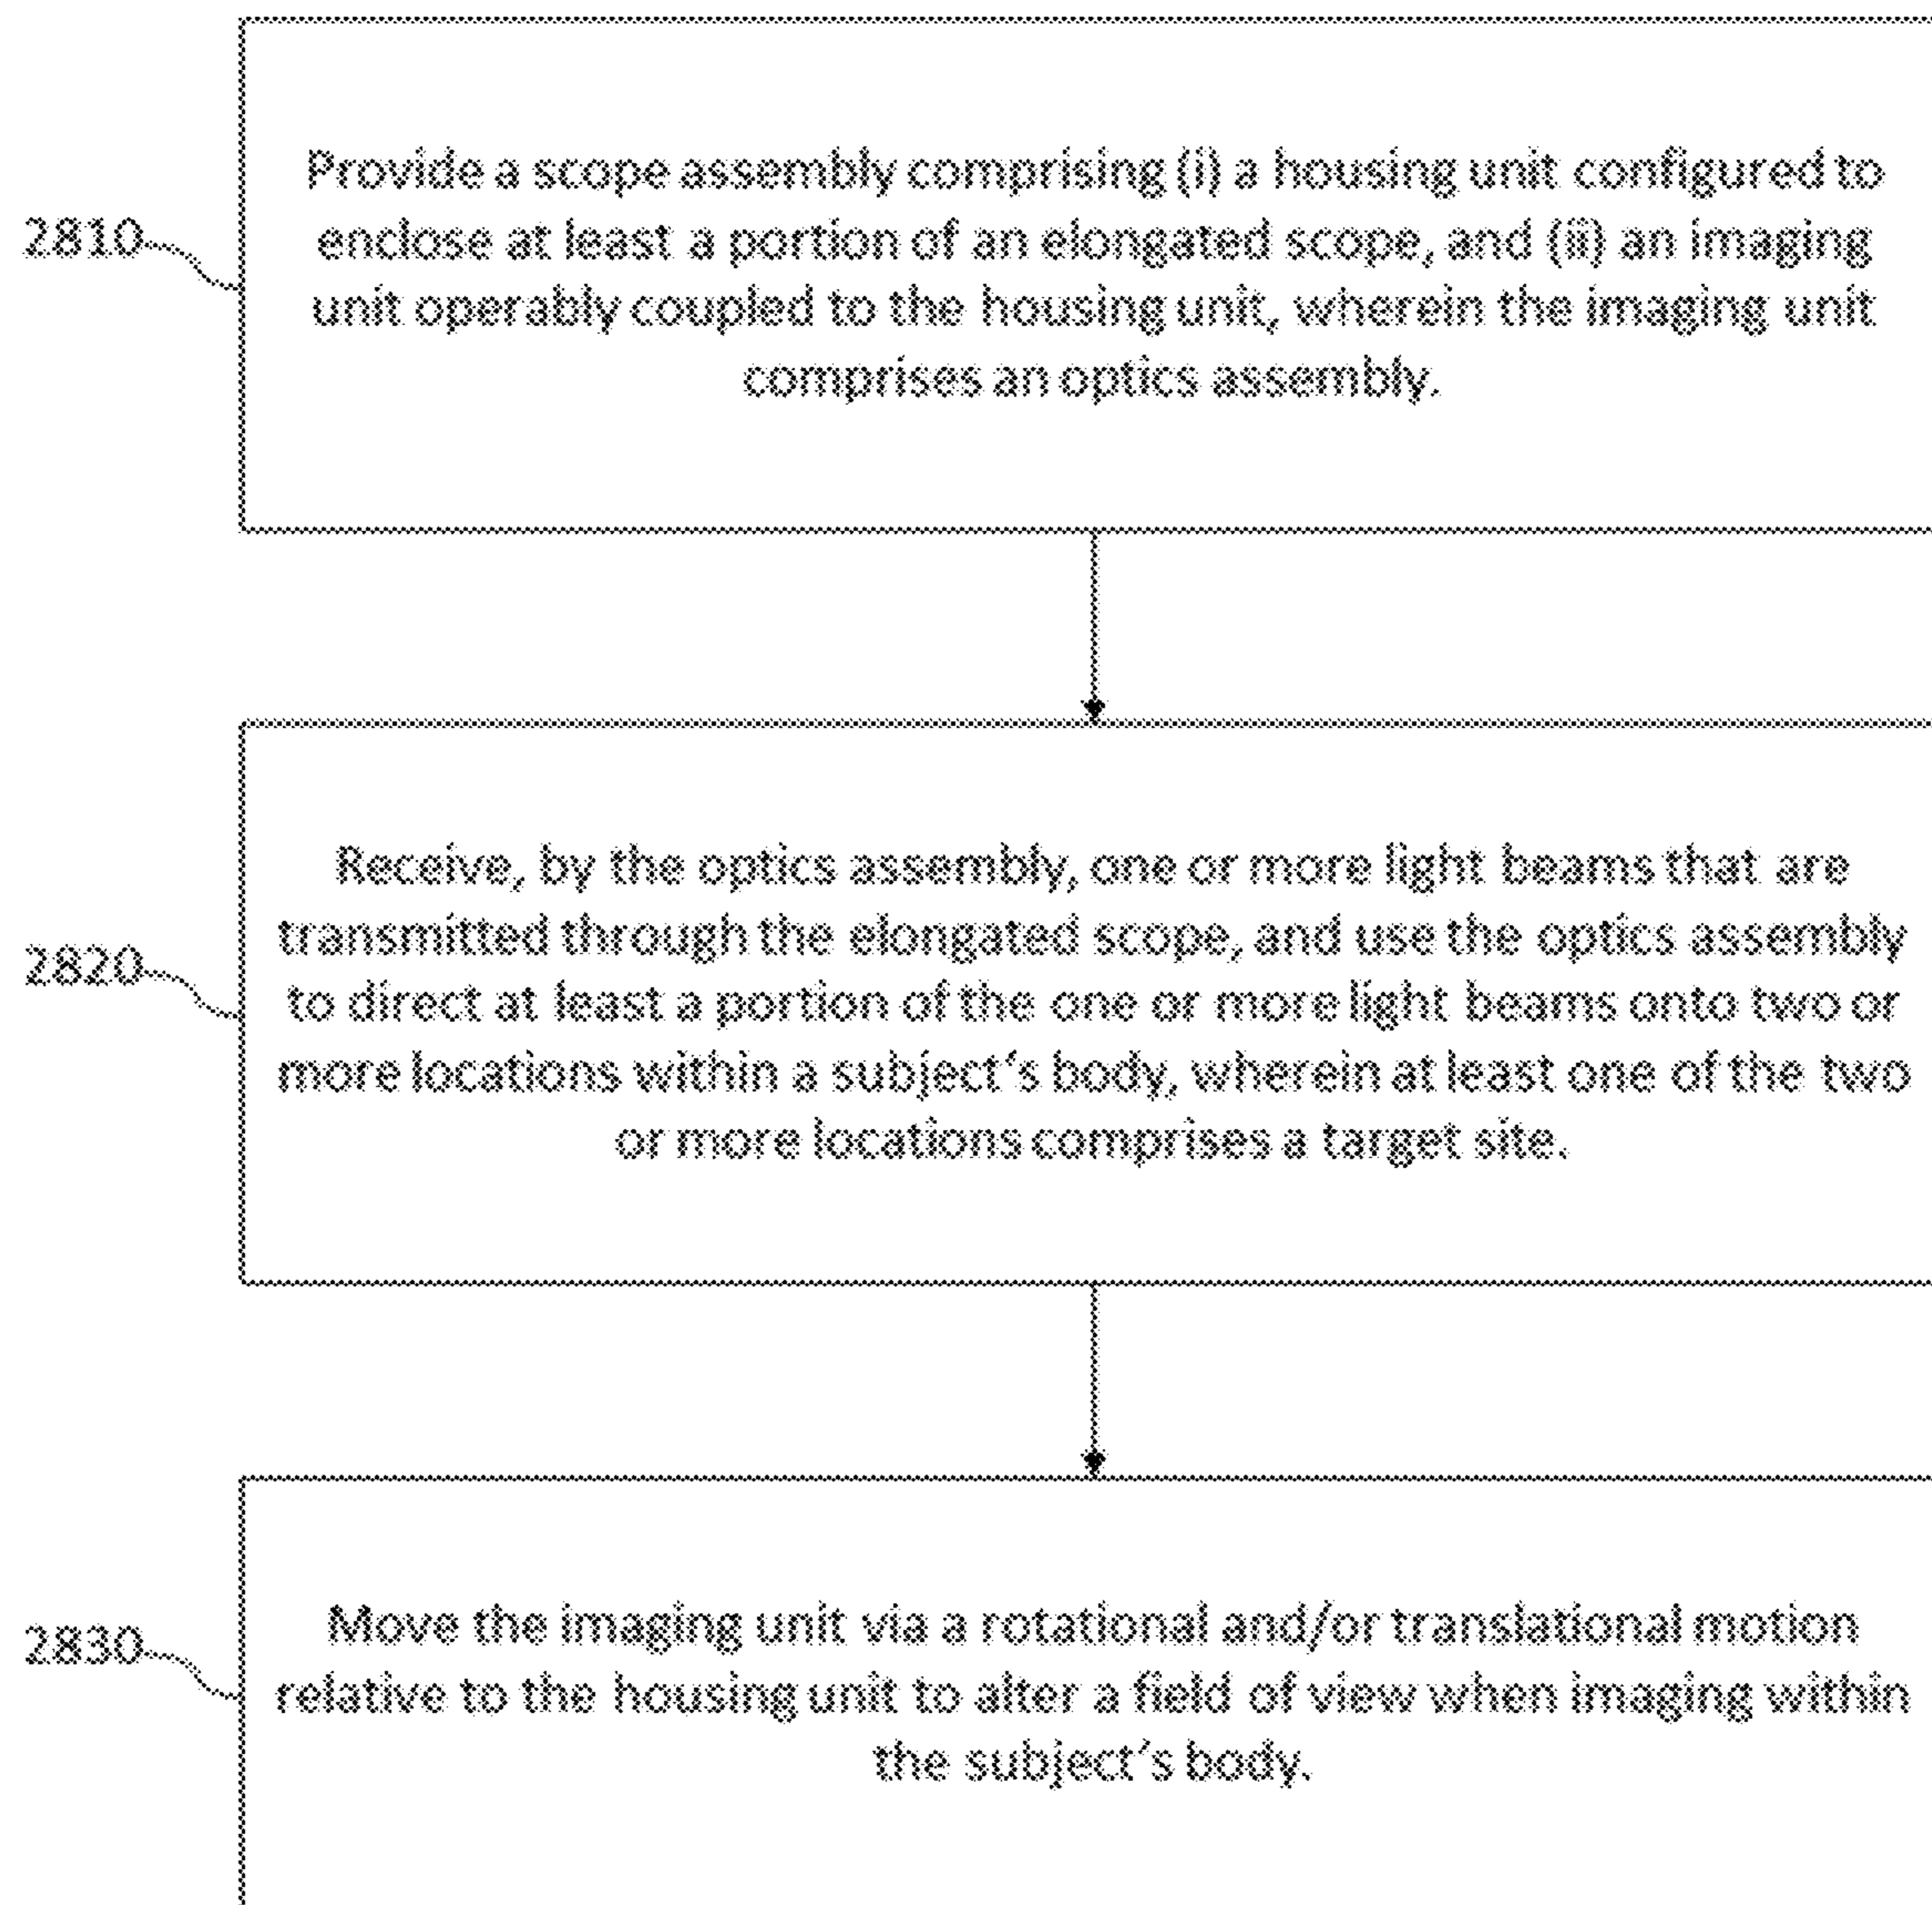 2810
Provide a scope assembly comprising (i) a housing unit configured to
enclose at least a portion of an elongated scope, and (ii) an imaging
unit operably coupled to the housing unit, wherein the imaging unit
comprises an optics assembly.
2820
Receive, by the optics assembly, one or more light beams that are
transmitted through the elongated scope, and use the optics assembly
to direct at least a portion of the one or more light beams onto two or
more locations within a subject's body, wherein at least one of the two
or more locations comprises a target site.
2830
Move the imaging unit via a rotational and/or translational motion
relative to the housing unit to alter a field of view when imaging within
the subject's body.